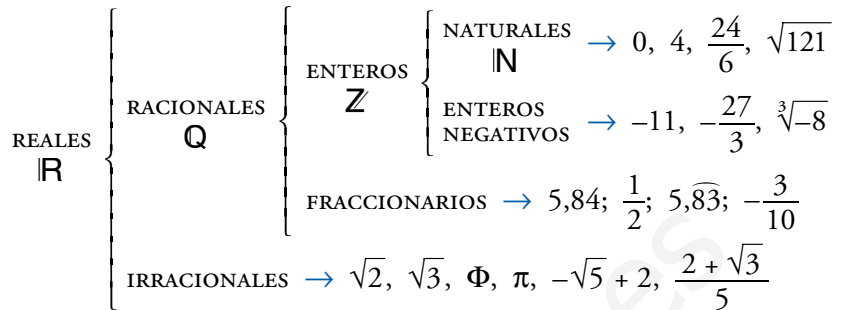 REALES
ℝ
RACIONALES
ℚ
ENTEROS
ℤ
NATURALES
ℕ
→ 0, 4, 24/6, √121
ENTEROS
NEGATIVOS → –11, –27/3, ∛–8
FRACCIONARIOS → 5,84; 1/2; 5,8͡3; –3/10
IRRACIONALES → √2, √3, Φ, π, –√5 + 2, (2 + √3)/5